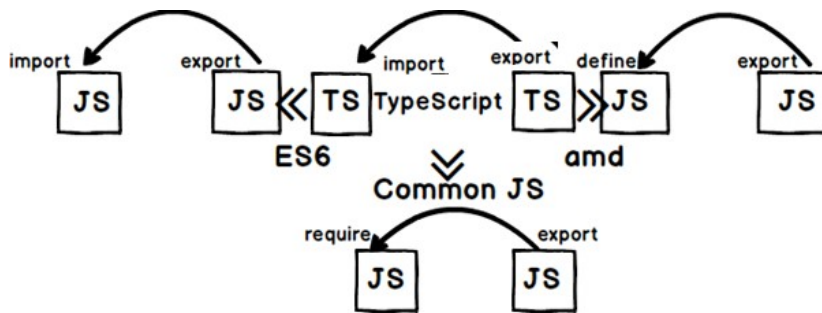 import export import export define export
JS JS TS TypeScript TS JS JS
ES6 amd
Common JS
require export
JS JS